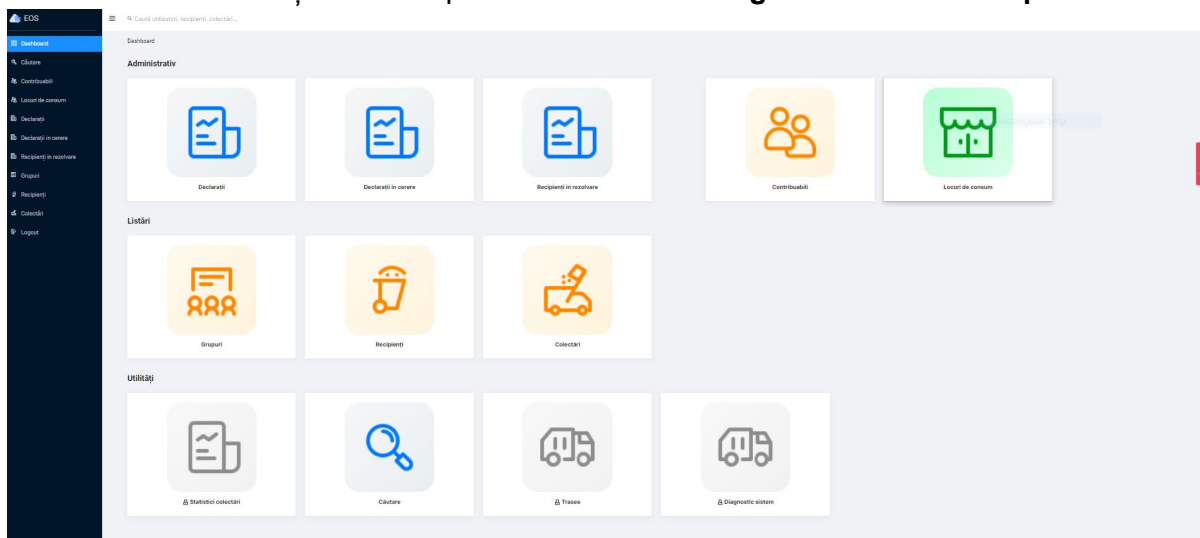 EOS
Caută utilizatori, recipienți, colectări...
Dashboard
Căutare
Contribuabili
Locuri de consum
Declarații
Declarații in cerere
Recipienți in rezolvare
Grupuri
Recipienți
Colectări
Logout
Dashboard
Administrativ
Declarații
Declarații in cerere
Recipienți in rezolvare
Contribuabili
Locuri de consum
Listări
Grupuri
Recipienți
Colectări
Utilități
Statistici colectări
Căutare
Trasee
Diagnostic sistem